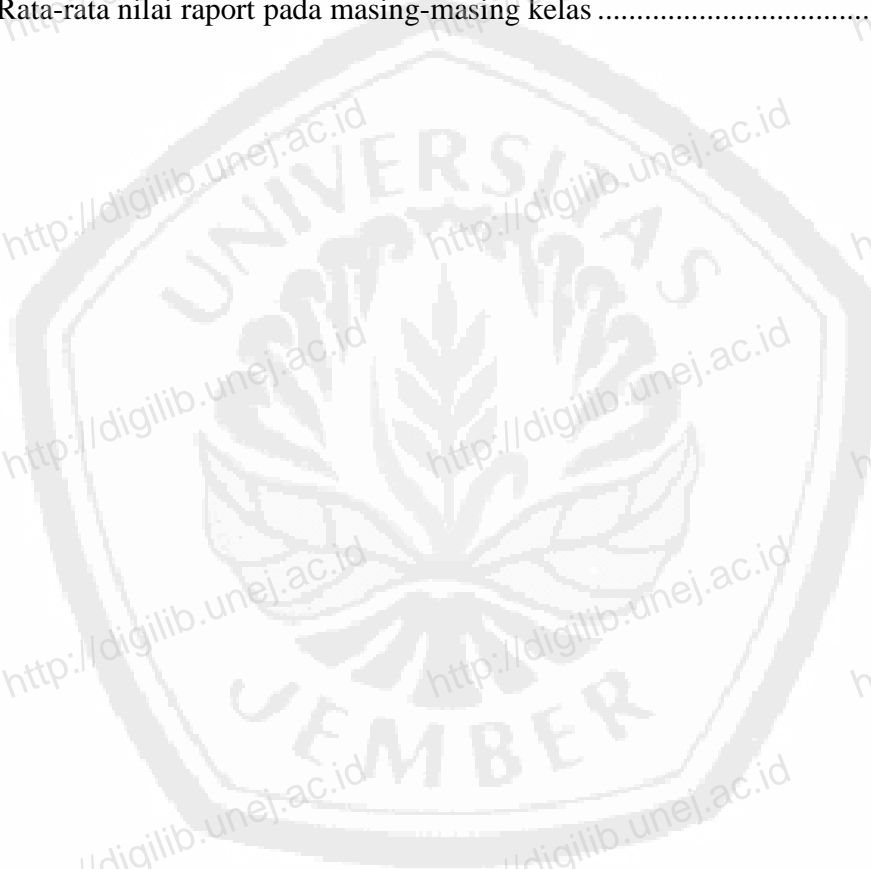 Rata-rata nilai raport pada masing-masing kelas ...................................
http://digilib.unej.ac.id http://digilib.unej.ac.id
UNIVERSITAS
http://digilib.unej.ac.id http://digilib.unej.ac.id
http://digilib.unej.ac.id http://digilib.unej.ac.id
JEMBER
http://digilib.unej.ac.id http://digilib.unej.ac.id